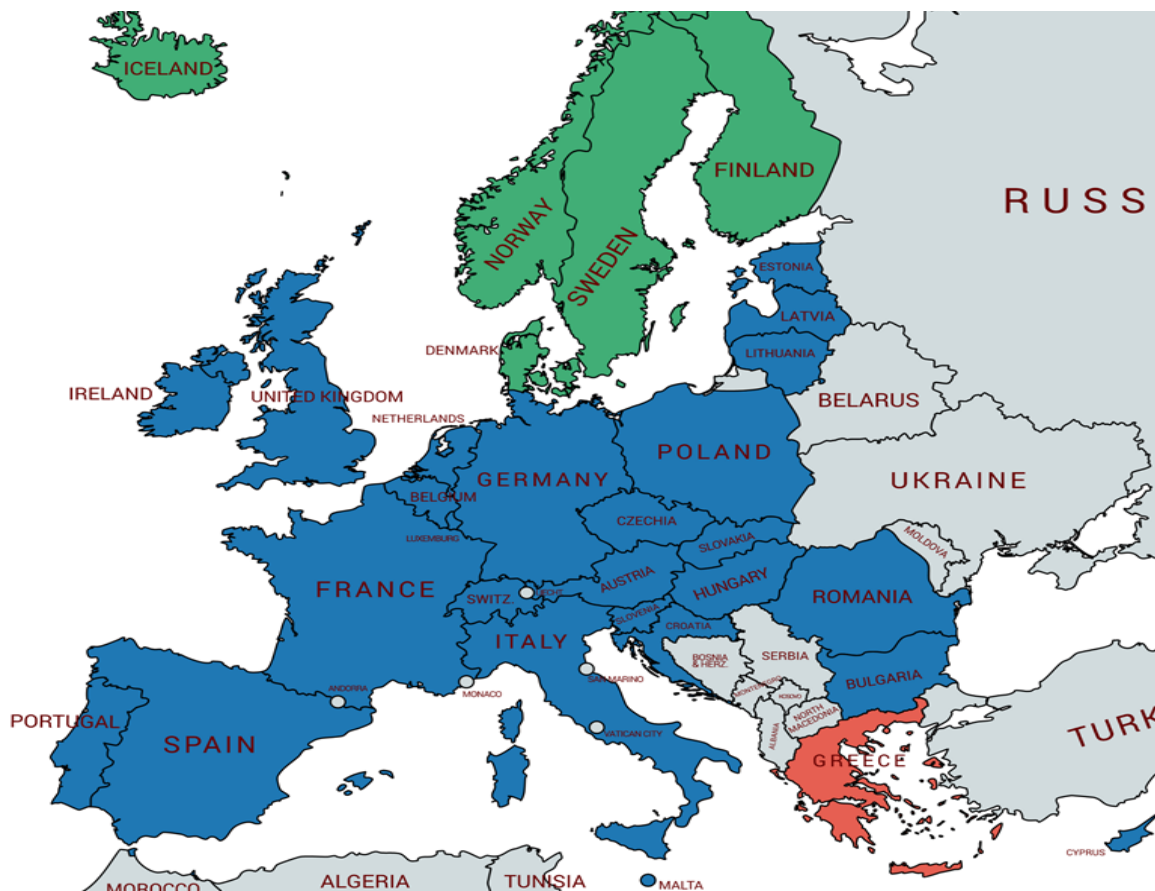 ICELAND
FINLAND
RUSS
NORWAY
SWEDEN
ESTONIA
LATVIA
DENMARK
LITHUANIA
IRELAND
UNITED KINGDOM
BELARUS
NETHERLANDS
POLAND
GERMANY
UKRAINE
BELGIUM
CZECHIA
LUXEMBURG
SLOVAKIA
MOLDOVA
AUSTRIA
HUNGARY
FRANCE
SWITZ.
LIECHT.
ROMANIA
SLOVENIA
CROATIA
ITALY
BOSNIA
& HERZ.
SERBIA
SAN MARINO
BULGARIA
ANDORRA
MONACO
MONTENEGRO
KOSOVO
PORTUGAL
NORTH
MACEDONIA
SPAIN
VATICAN CITY
ALBANIA
TURK
GREECE
CYPRUS
MOROCCO
ALGERIA
TUNISIA
MALTA